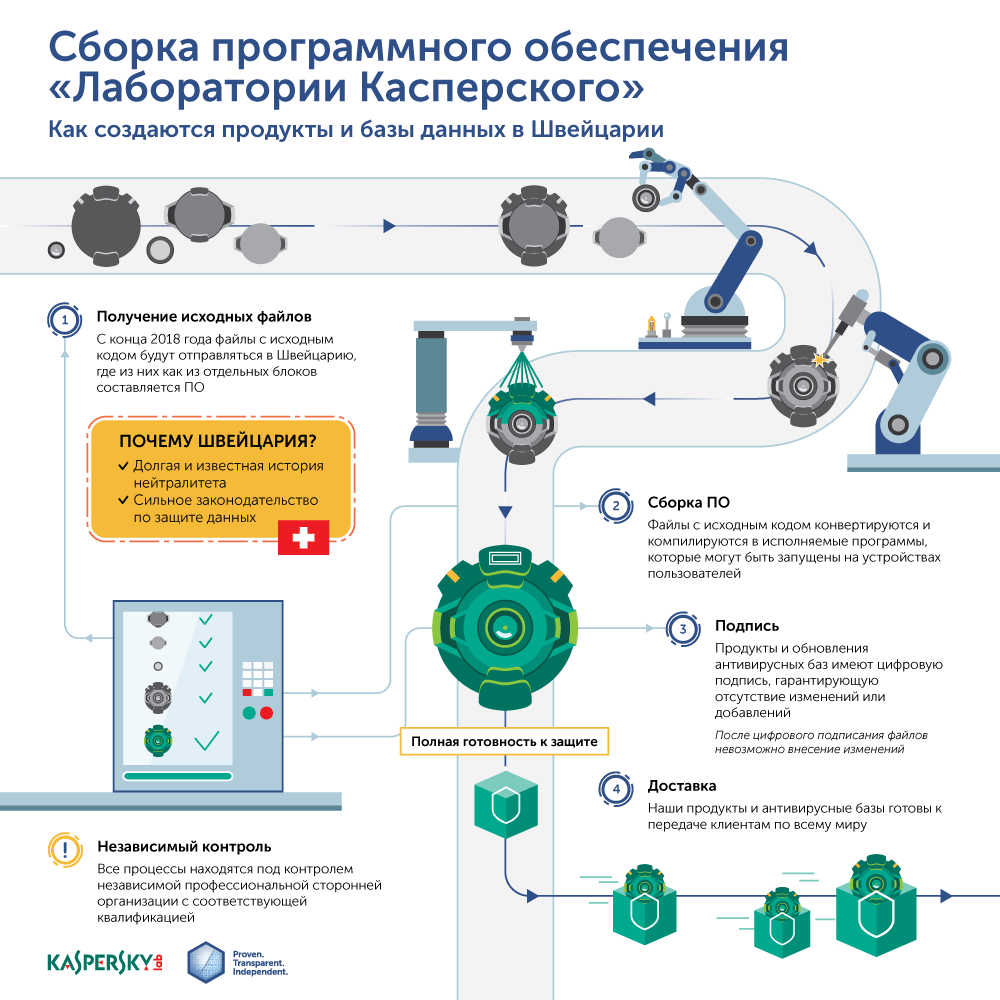 Сборка программного обеспечения
«Лаборатории Касперского»
Как создаются продукты и базы данных в Швейцарии
1
Получение исходных файлов
С конца 2018 года файлы с исходным
кодом будут отправляться в Швейцарию,
где из них как из отдельных блоков
составляется ПО
ПОЧЕМУ ШВЕЙЦАРИЯ?
Долгая и известная история
нейтралитета
Сильное законодательство
по защите данных
2
Сборка ПО
Файлы с исходным кодом конвертируются и
компилируются в исполняемые программы,
которые могут быть запущены на устройствах
пользователей
3
Подпись
Продукты и обновления
антивирусных баз имеют цифровую
подпись, гарантирующую
отсутствие изменений или
добавлений
После цифрового подписания файлов
невозможно внесение изменений
Полная готовность к защите
4
Доставка
Наши продукты и антивирусные базы готовы к
передаче клиентам по всему миру
!
Независимый контроль
Все процессы находятся под контролем
независимой профессиональной сторонней
организации с соответствующей
квалификацией
KASPERSKY lab
Proven.
Transparent.
Independent.